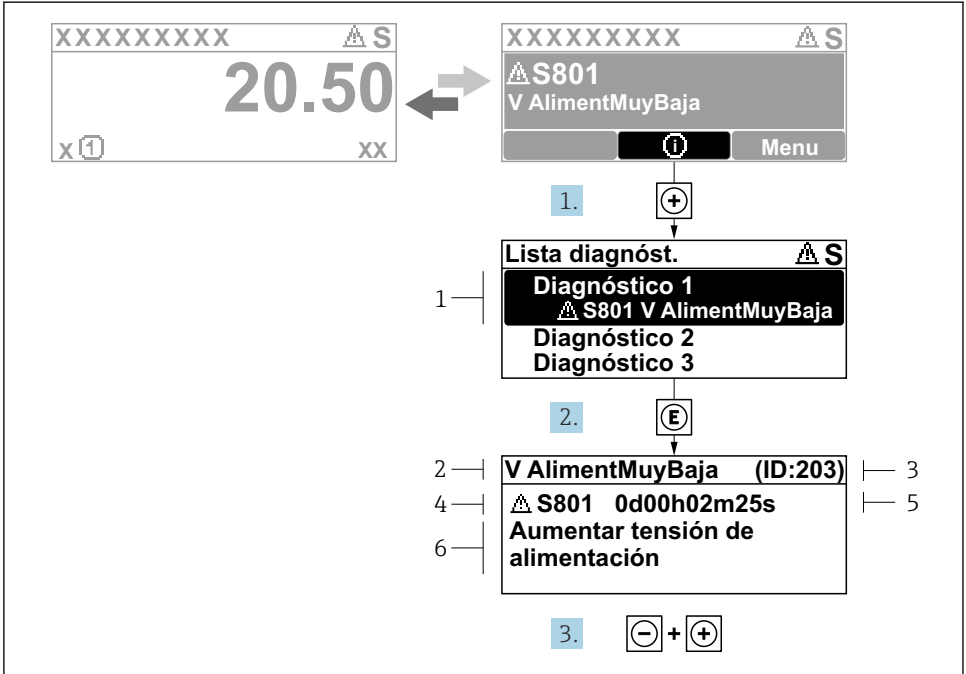 XXXXXXXXX ⚠ S
20.50
x ① xx
XXXXXXXXX ⚠ S
⚠ S801
V AlimentMuyBaja
ⓘ Menu
1. ⊕
Lista diagnóst. ⚠ S
1
Diagnóstico 1
⚠ S801 V AlimentMuyBaja
Diagnóstico 2
Diagnóstico 3
2. Ⓔ
2 V AlimentMuyBaja (ID:203) 3
4 ⚠ S801 0d00h02m25s 5
6
Aumentar tensión de
alimentación
3. ⊖ + ⊕